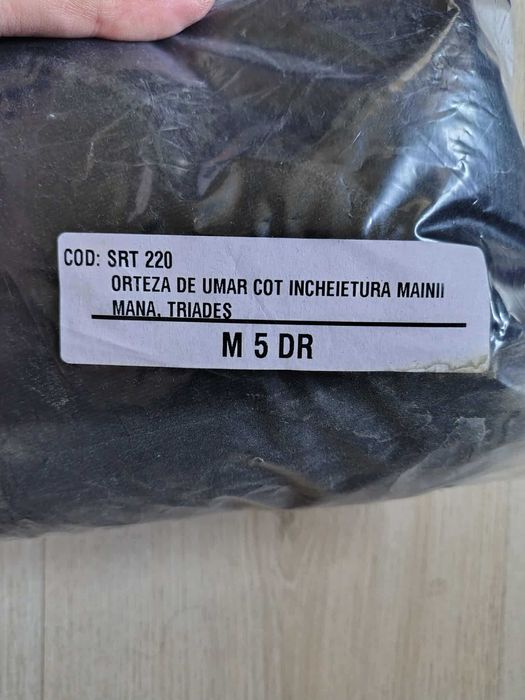 COD: SRT 220
ORTEZA DE UMAR COT INCHEIETURA MAINII
MANA, TRIADES
M 5 DR